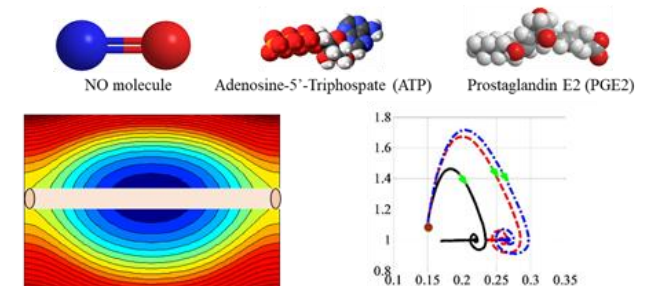 NO molecule
Adenosine-5'-Triphospate (ATP)
Prostaglandin E2 (PGE2)
1.8
1.6
1.4
1.2
1
0.8
0.1 0.15 0.2 0.25 0.3 0.35